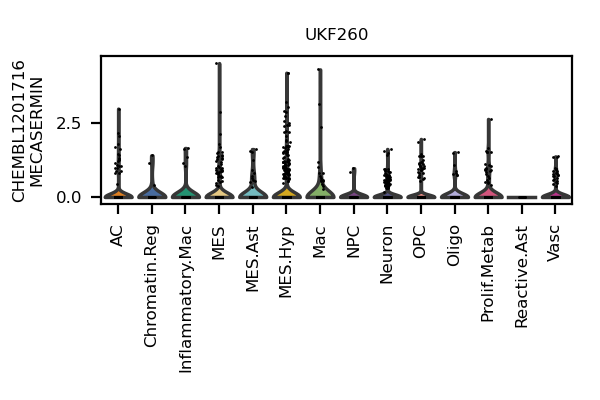 UKF260
CHEMBL1201716
MECASERMIN
2.5
0.0
AC
Chromatin.Reg
Inflammatory.Mac
MES
MES.Ast
MES.Hyp
Mac
NPC
Neuron
OPC
Oligo
Prolif.Metab
Reactive.Ast
Vasc